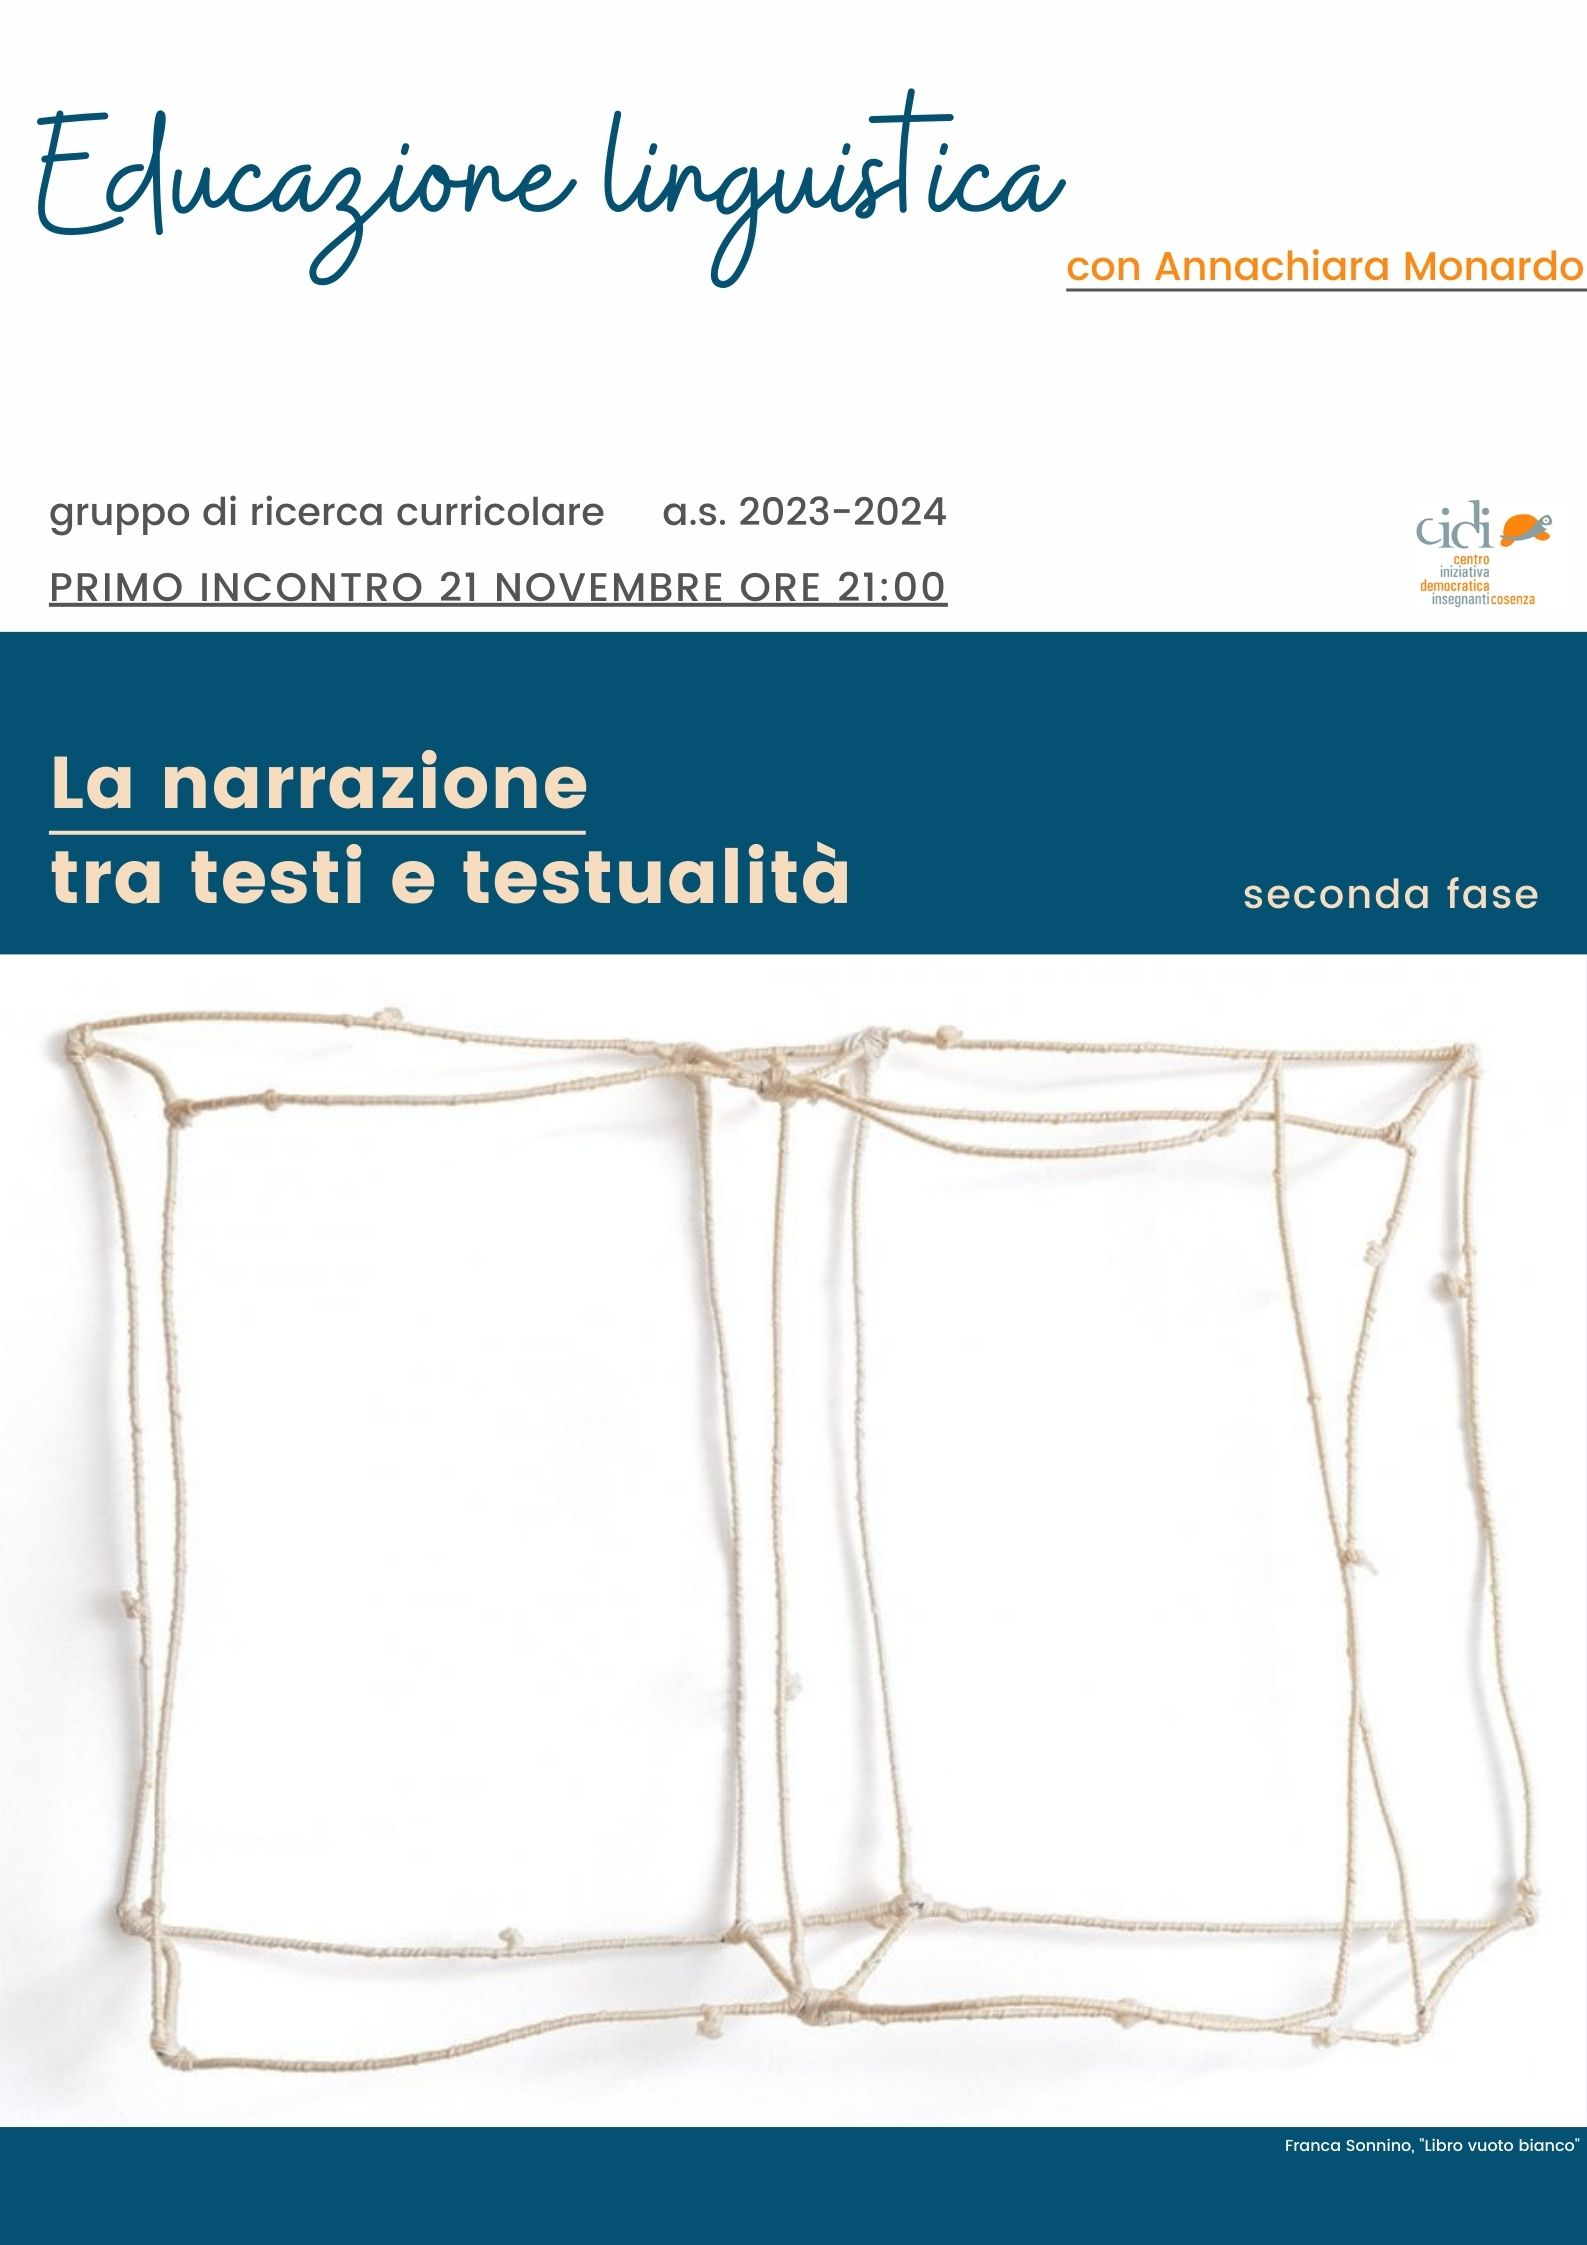 Educazione linguistica
con Annachiara Monardo
gruppo di ricerca curricolare a.s. 2023-2024
PRIMO INCONTRO 21 NOVEMBRE ORE 21:00
cidi
centro
iniziativa
democratica
insegnanti cosenza
La narrazione
tra testi e testualità
seconda fase
Franca Sonnino, "Libro vuoto bianco"